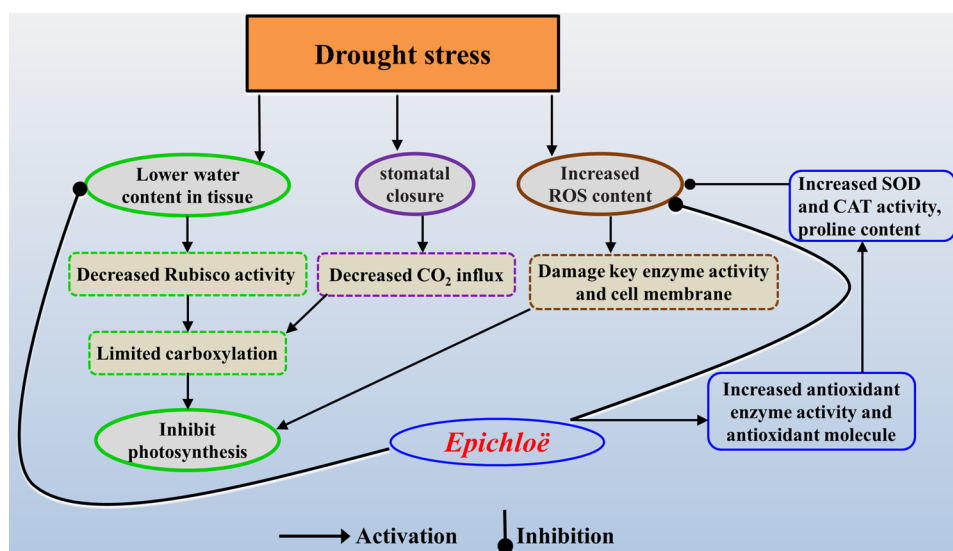 Drought stress
Lower water
content in tissue
stomatal
closure
Increased
ROS content
Increased SOD
and CAT activity,
proline content
Decreased Rubisco activity
Decreased CO₂ influx
Damage key enzyme activity
and cell membrane
Limited carboxylation
Increased antioxidant
enzyme activity and
antioxidant molecule
Inhibit
photosynthesis
Epichloë
Activation
Inhibition